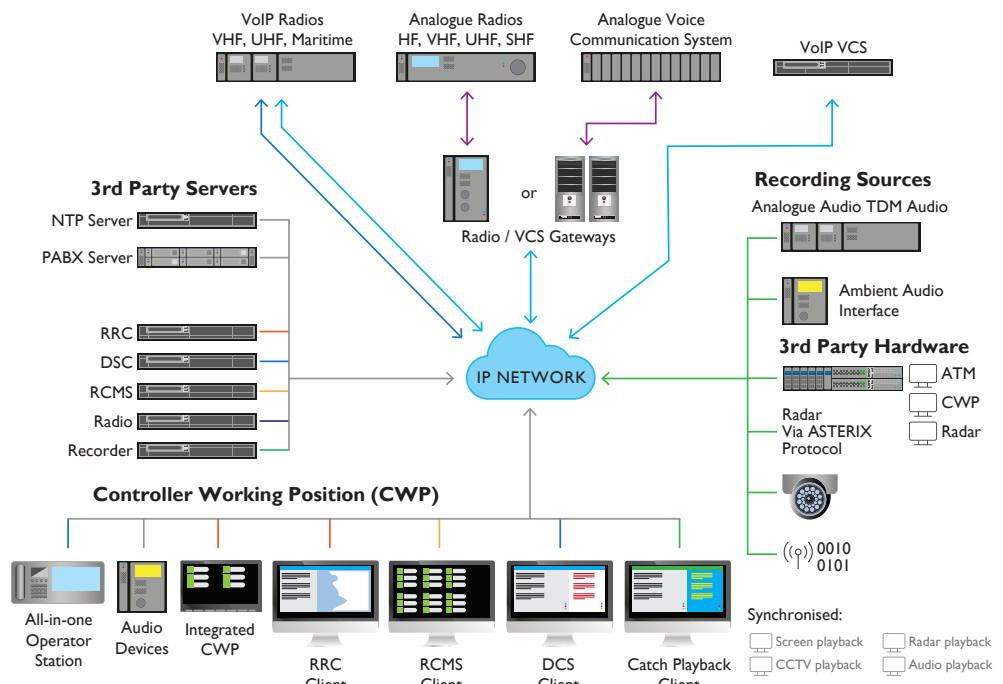 VoIP Radios
VHF, UHF, Maritime
Analogue Radios
HF, VHF, UHF, SHF
Analogue Voice
Communication System
VoIP VCS
or
Radio / VCS Gateways
3rd Party Servers
NTP Server
PABX Server
RRC
DSC
RCMS
Radio
Recorder
IP NETWORK
Recording Sources
Analogue Audio TDM Audio
Ambient Audio
Interface
3rd Party Hardware
ATM
CWP
Radar
Radar
Via ASTERIX
Protocol
0010
0101
Controller Working Position (CWP)
All-in-one
Operator
Station
Audio
Devices
Integrated
CWP
RRC
Client
RCMS
Client
DCS
Client
Catch Playback
Client
Synchronised:
Screen playback
Radar playback
CCTV playback
Audio playback